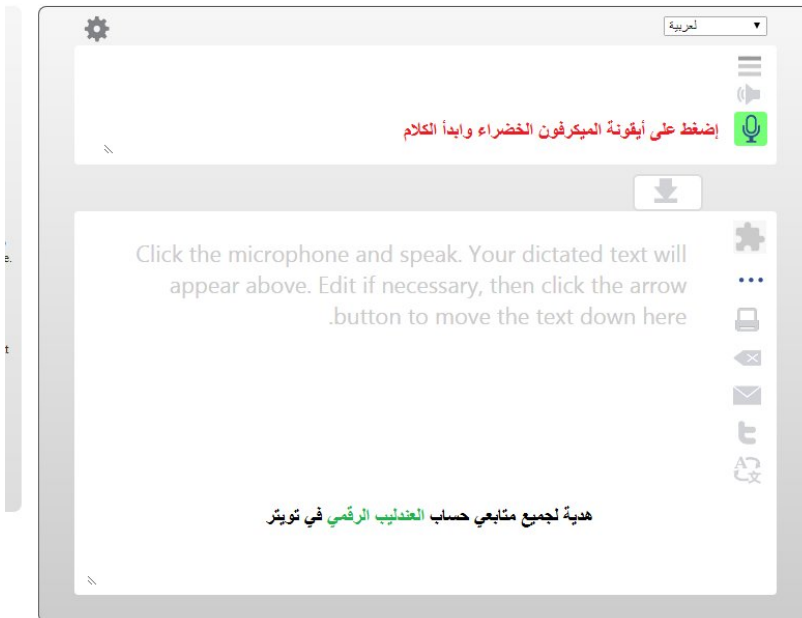 لعربية
إضغط على أيقونة الميكرفون الخضراء وابدأ الكلام
Click the microphone and speak. Your dictated text will
appear above. Edit if necessary, then click the arrow
.button to move the text down here
هدية لجميع متابعي حساب العندليب الرقمي في تويتر
e.
t